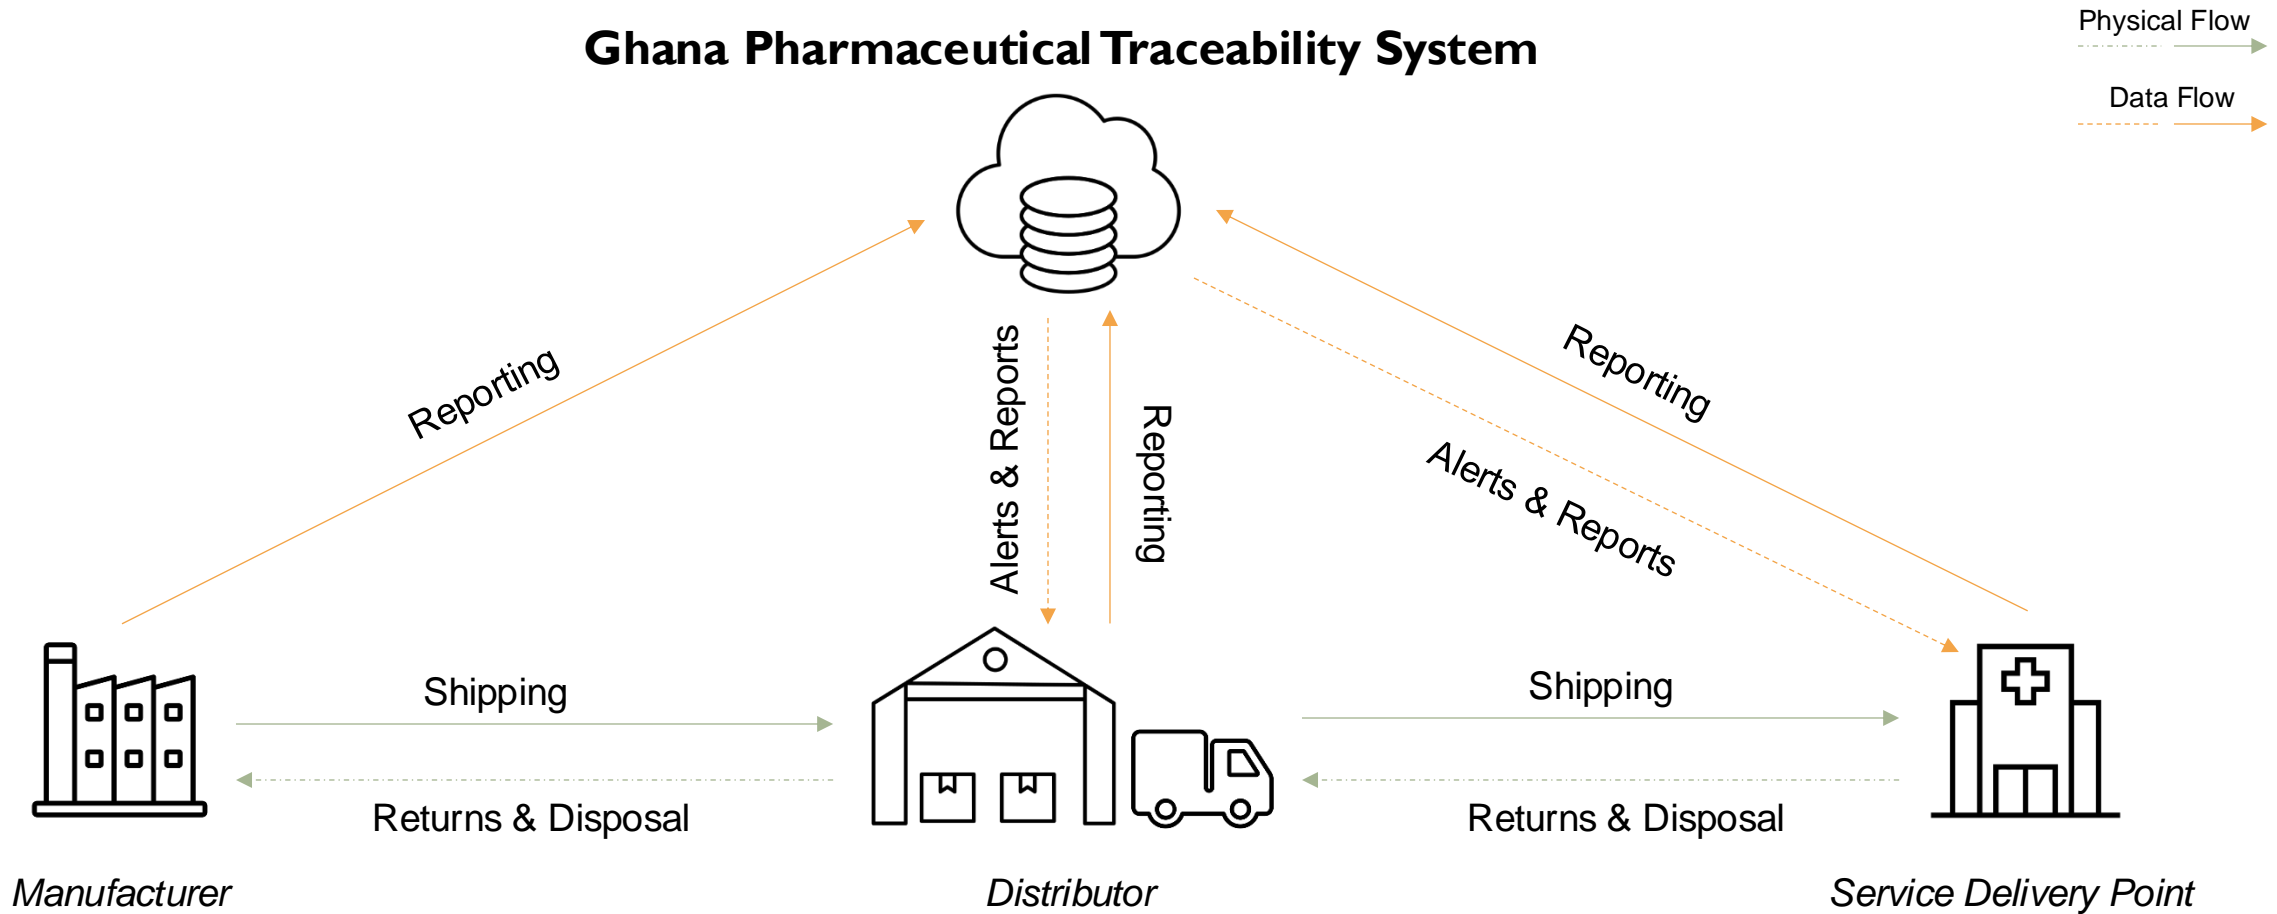 Ghana Pharmaceutical Traceability System
Physical Flow
Data Flow
Reporting
Alerts & Reports
Reporting
Reporting
Alerts & Reports
Shipping
Shipping
Returns & Disposal
Returns & Disposal
Manufacturer
Distributor
Service Delivery Point